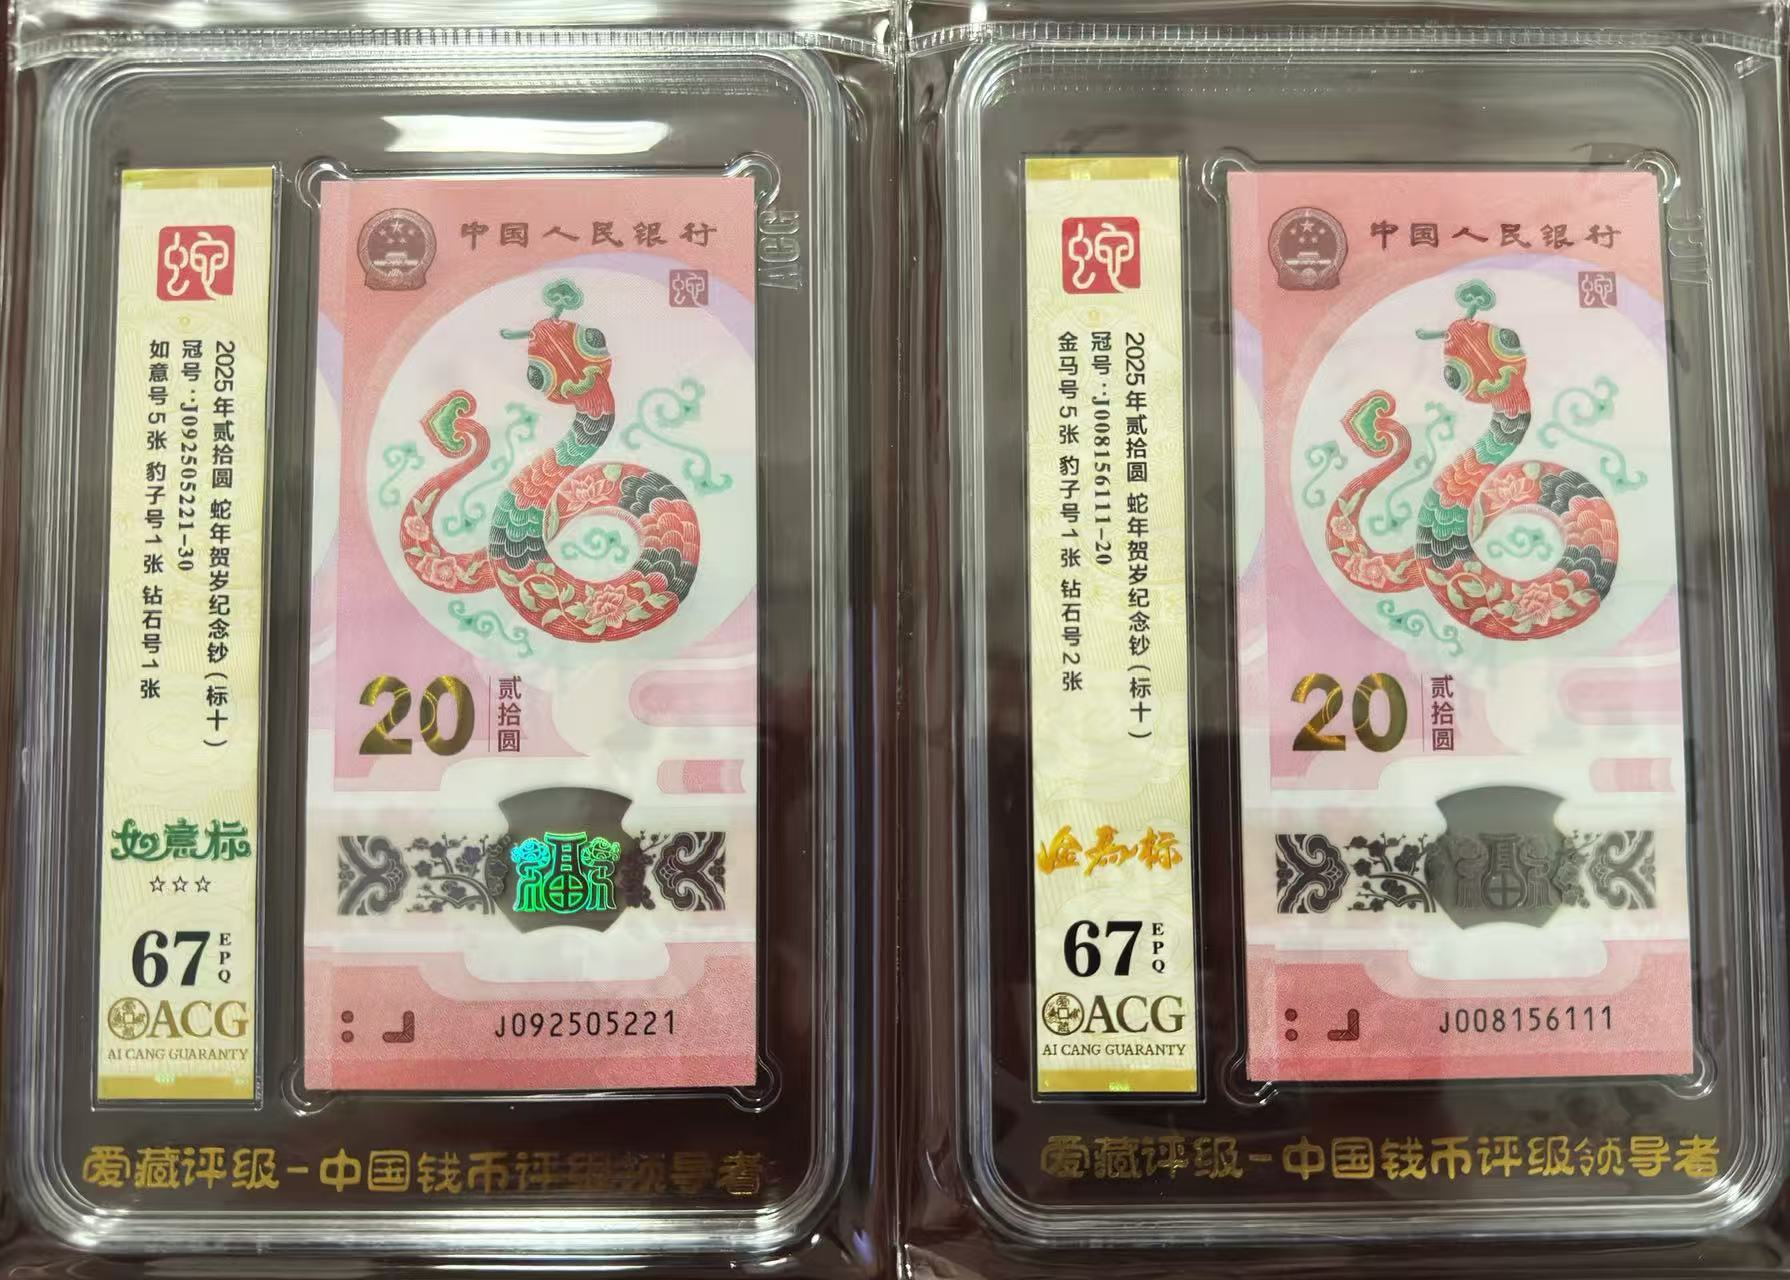 蛇
2025年贰拾圆 蛇年贺岁纪念钞(标十)
冠号:J092505221-30
如意号5张 豹子号1张 钻石号1张
如意标
☆☆☆
67 EPQ
ACG
AI CANG GUARANTY
中国人民银行
蛇
20 贰拾圆
福
J092505221
ACG
爱藏评级-中国钱币评级领导者
蛇
2025年贰拾圆 蛇年贺岁纪念钞(标十)
冠号:J008156111-20
金马号5张 豹子号1张 钻石号2张
金马标
67 EPQ
ACG
AI CANG GUARANTY
中国人民银行
蛇
20 贰拾圆
福
J008156111
爱藏评级-中国钱币评级领导者